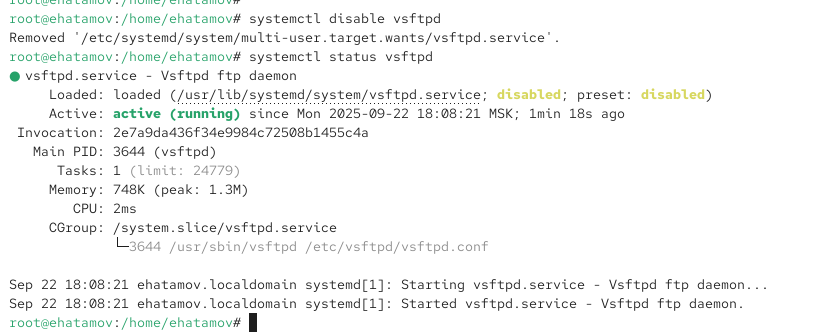 root@ehatamov:/home/ehatamov#
root@ehatamov:/home/ehatamov# systemctl disable vsftpd
Removed '/etc/systemd/system/multi-user.target.wants/vsftpd.service'.
root@ehatamov:/home/ehatamov# systemctl status vsftpd
● vsftpd.service - Vsftpd ftp daemon
     Loaded: loaded (/usr/lib/systemd/system/vsftpd.service; disabled; preset: disabled)
     Active: active (running) since Mon 2025-09-22 18:08:21 MSK; 1min 18s ago
 Invocation: 2e7a9da436f34e9984c72508b1455c4a
   Main PID: 3644 (vsftpd)
      Tasks: 1 (limit: 24779)
     Memory: 748K (peak: 1.3M)
        CPU: 2ms
     CGroup: /system.slice/vsftpd.service
             └─3644 /usr/sbin/vsftpd /etc/vsftpd/vsftpd.conf
Sep 22 18:08:21 ehatamov.localdomain systemd[1]: Starting vsftpd.service - Vsftpd ftp daemon...
Sep 22 18:08:21 ehatamov.localdomain systemd[1]: Started vsftpd.service - Vsftpd ftp daemon.
root@ehatamov:/home/ehatamov#